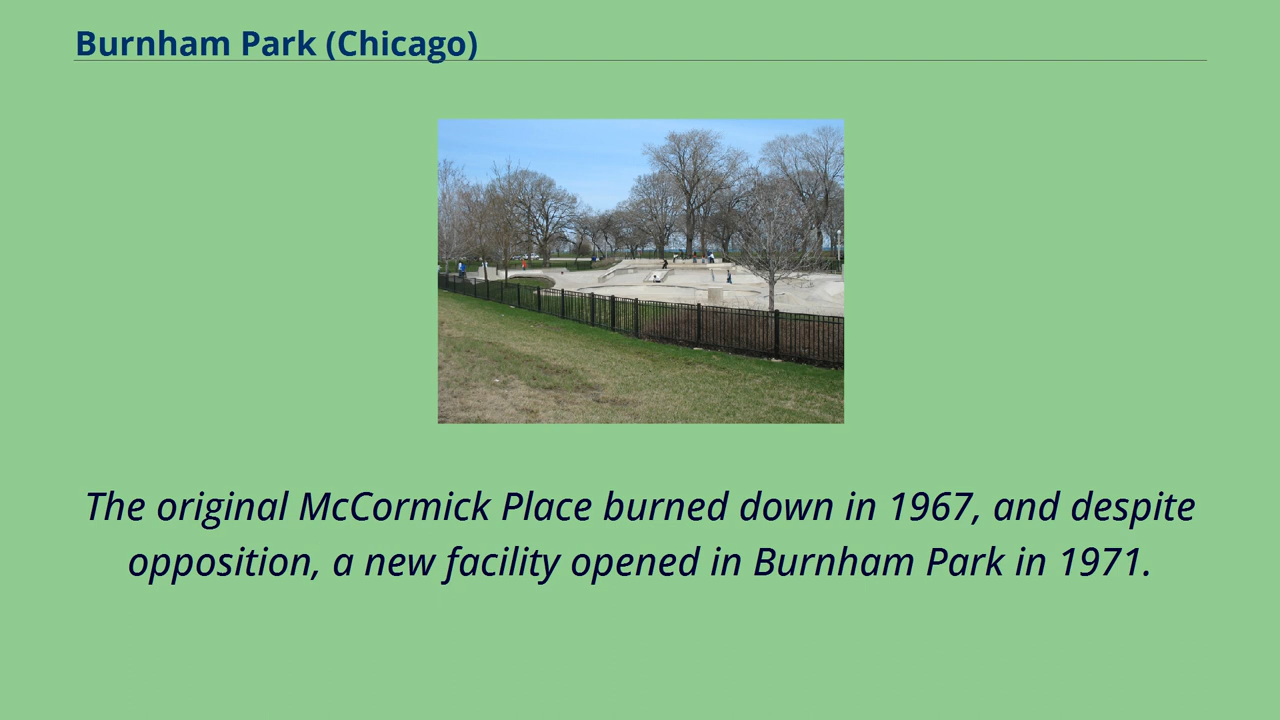 Burnham Park (Chicago)
The original McCormick Place burned down in 1967, and despite
opposition, a new facility opened in Burnham Park in 1971.